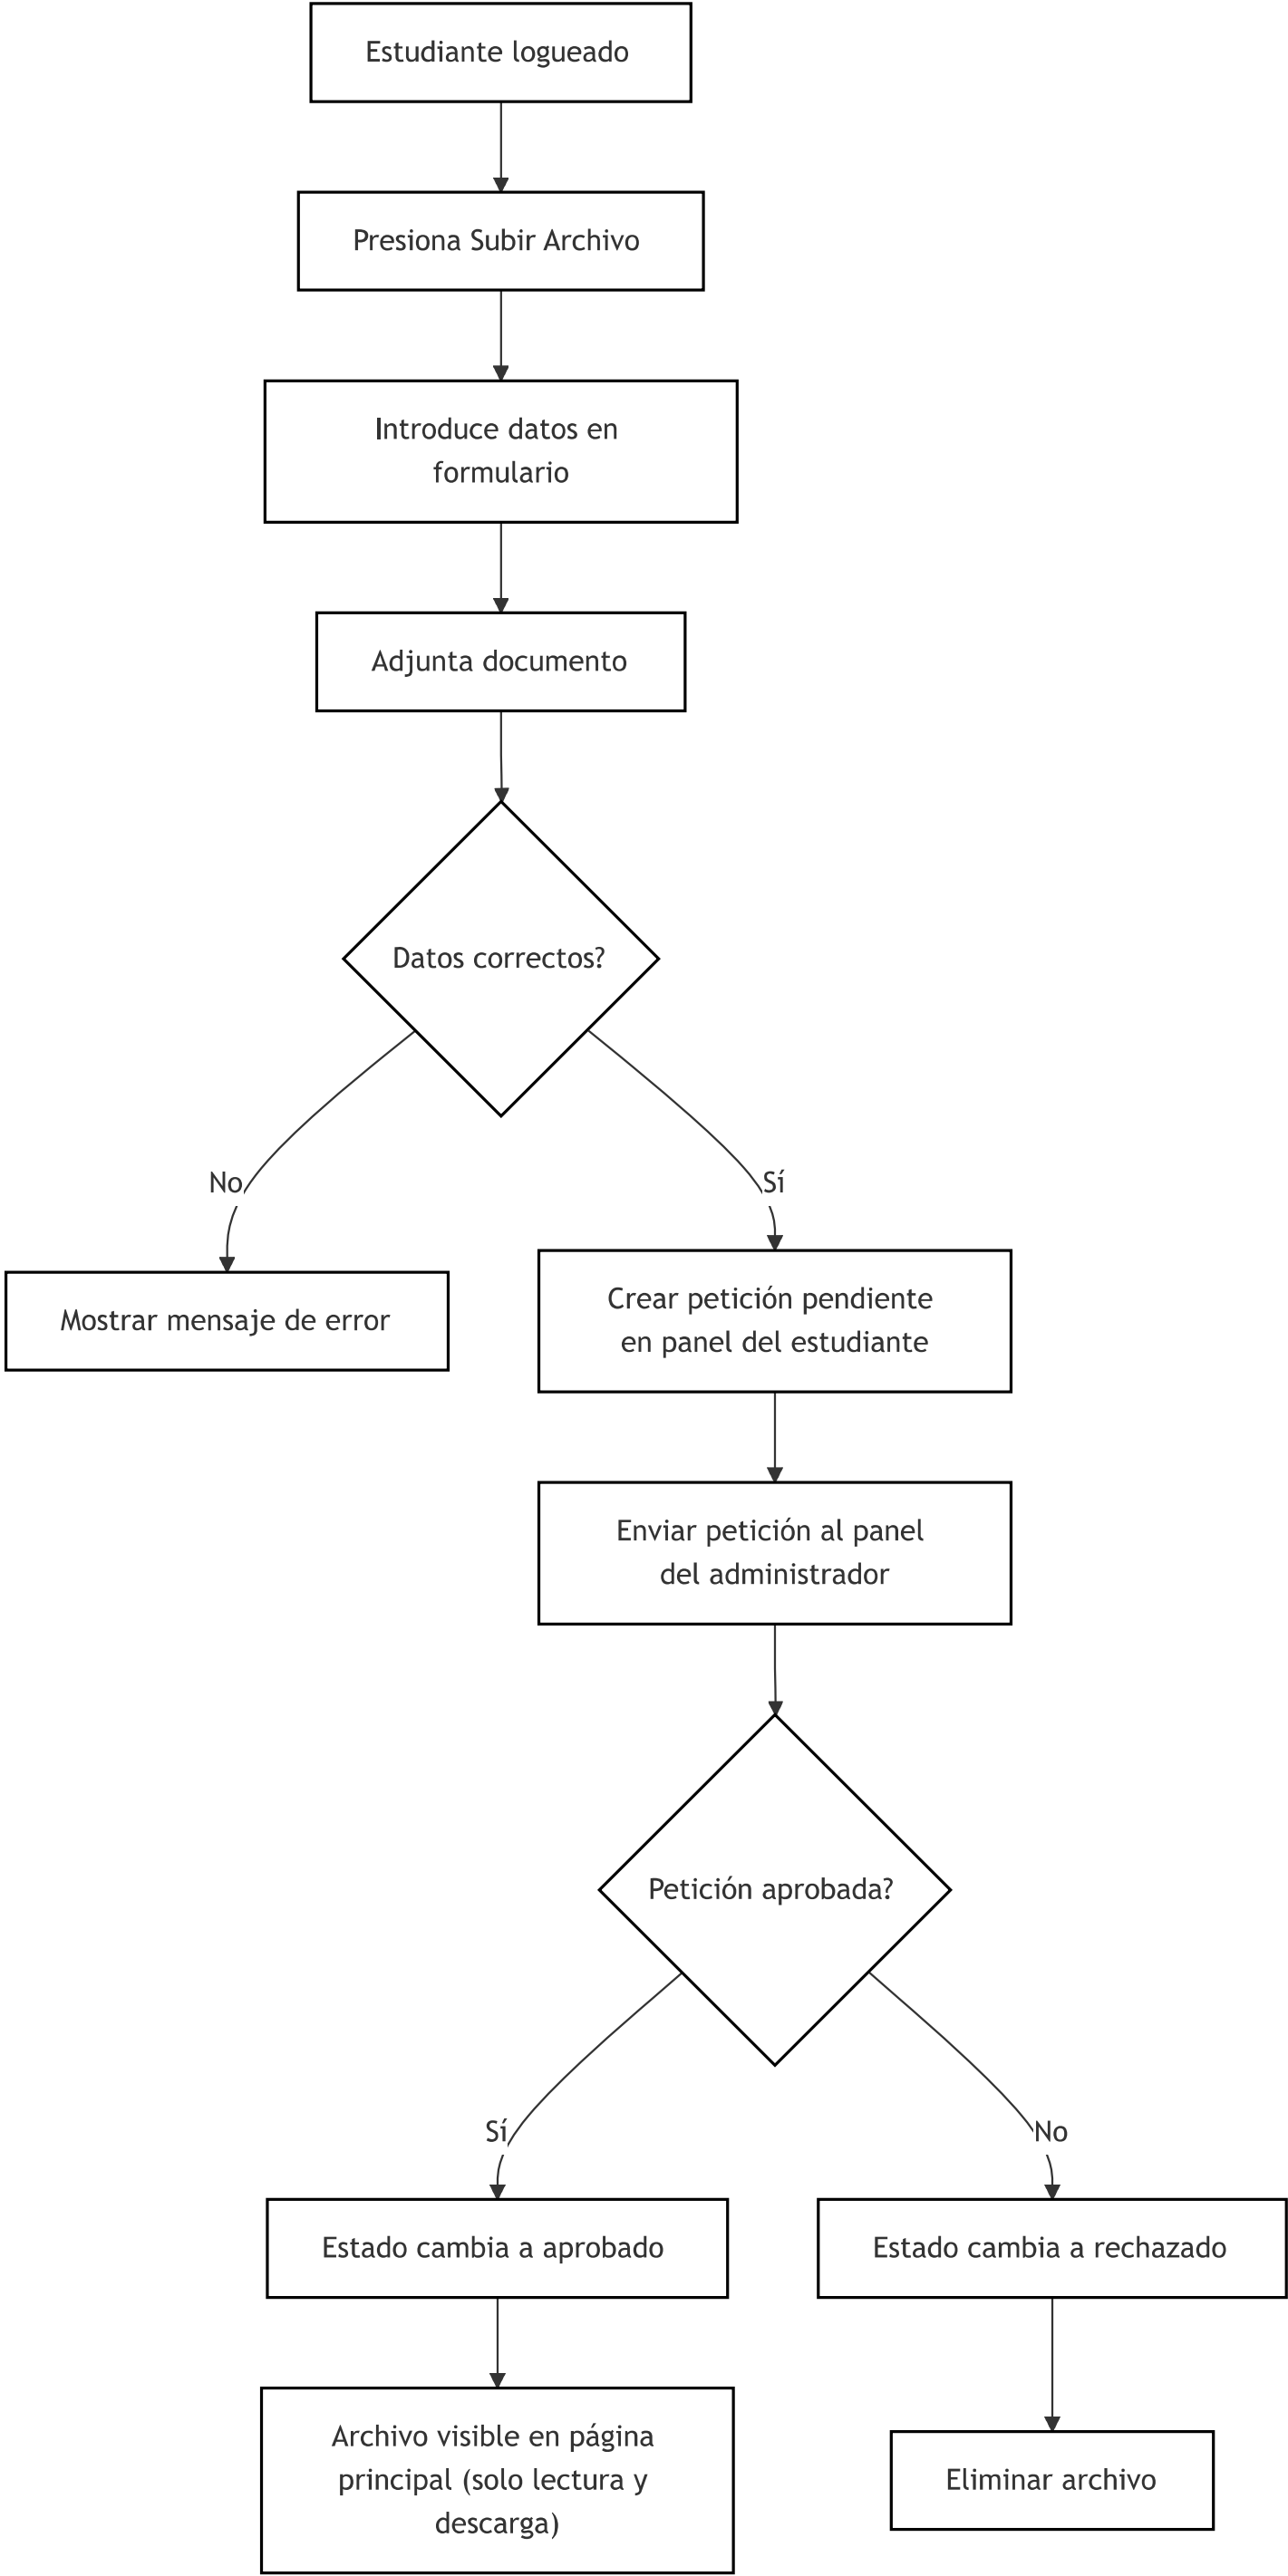 Estudiante logueado
Presiona Subir Archivo
Introduce datos en
formulario
Adjunta documento
Datos correctos?
No
Sí
Mostrar mensaje de error
Crear petición pendiente
en panel del estudiante
Enviar petición al panel
del administrador
Petición aprobada?
Sí
No
Estado cambia a aprobado
Estado cambia a rechazado
Archivo visible en página
principal (solo lectura y
descarga)
Eliminar archivo